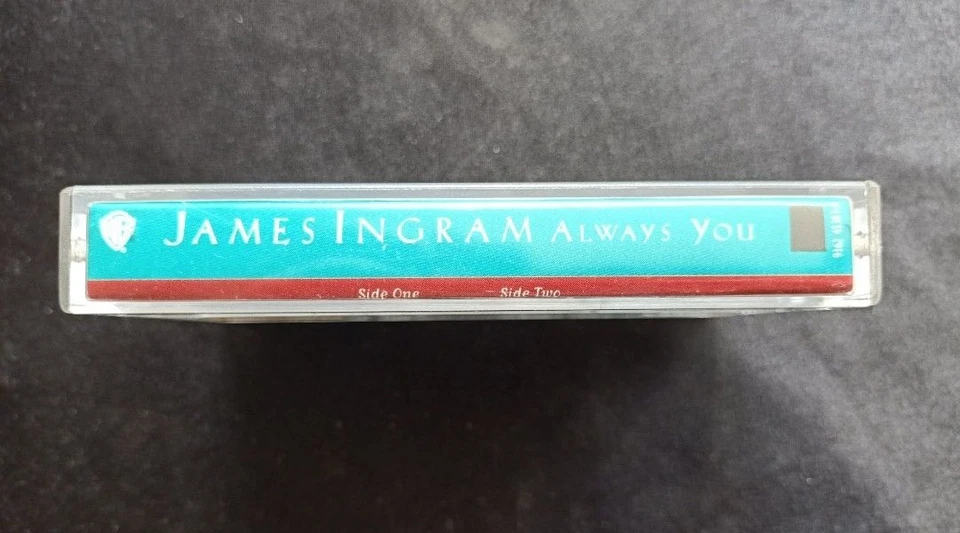 JAMES INGRAM ALWAYS YOU
Side One Side Two